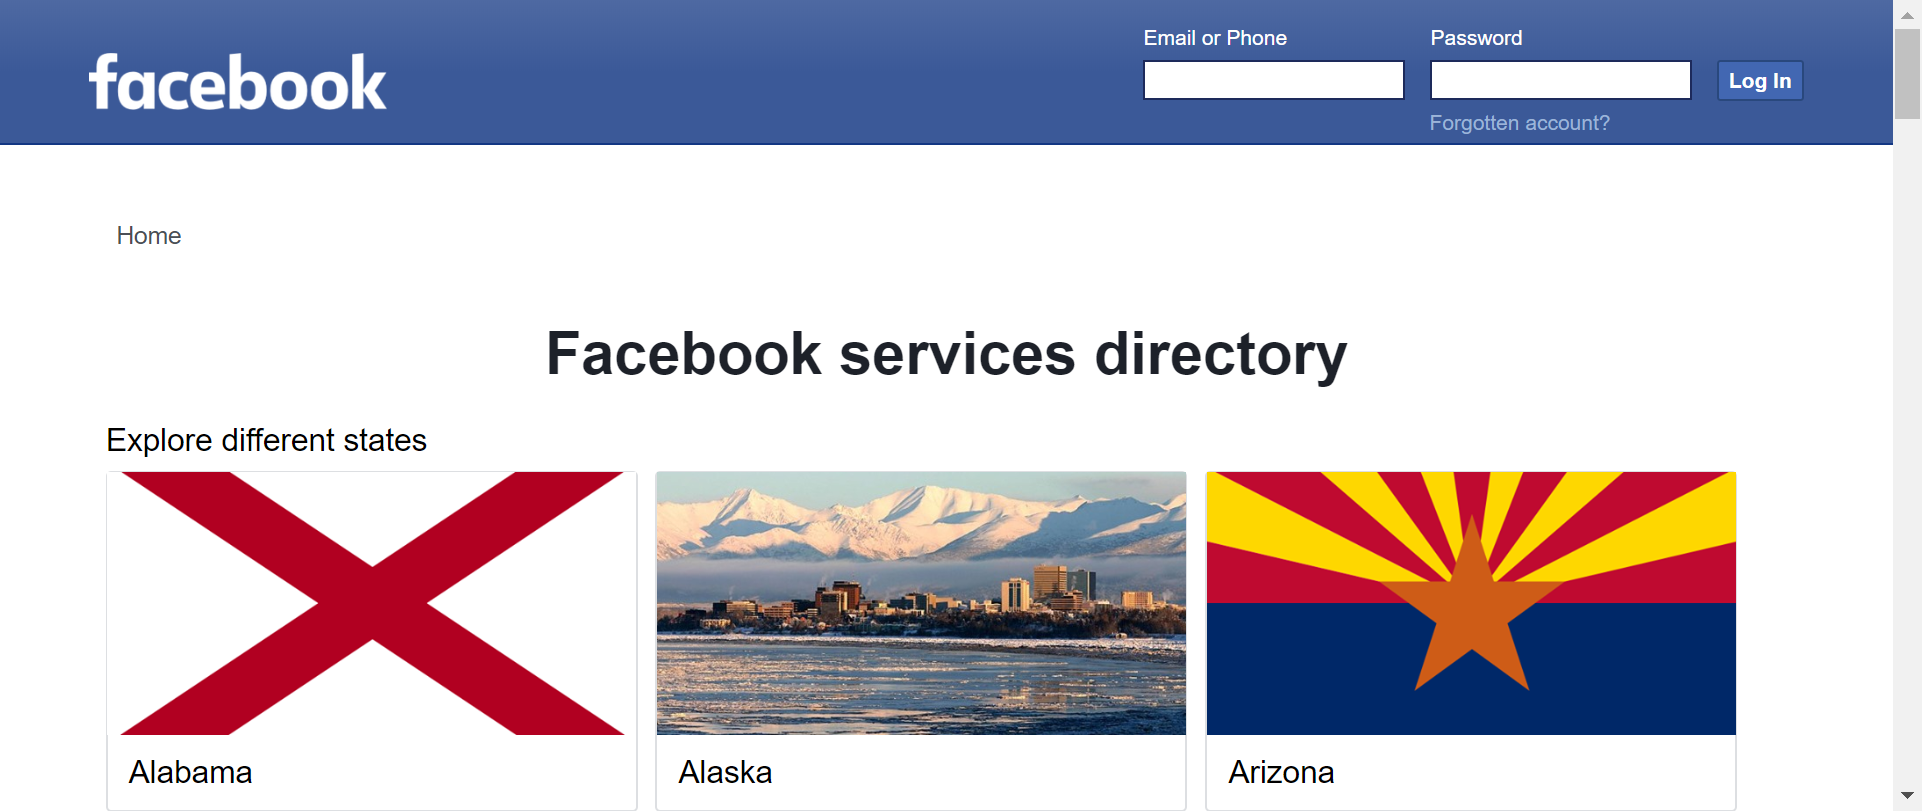 facebook
Email or Phone
Password
Log In
Forgotten account?
Home
Facebook services directory
Explore different states
Alabama
Alaska
Arizona